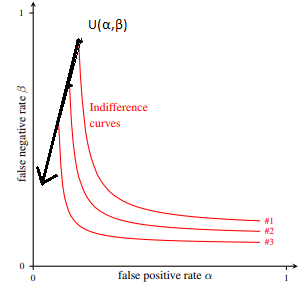 U(α,β)
1
Indifference
curves
false negative rate β
#1
#2
#3
0
0
false positive rate α
1